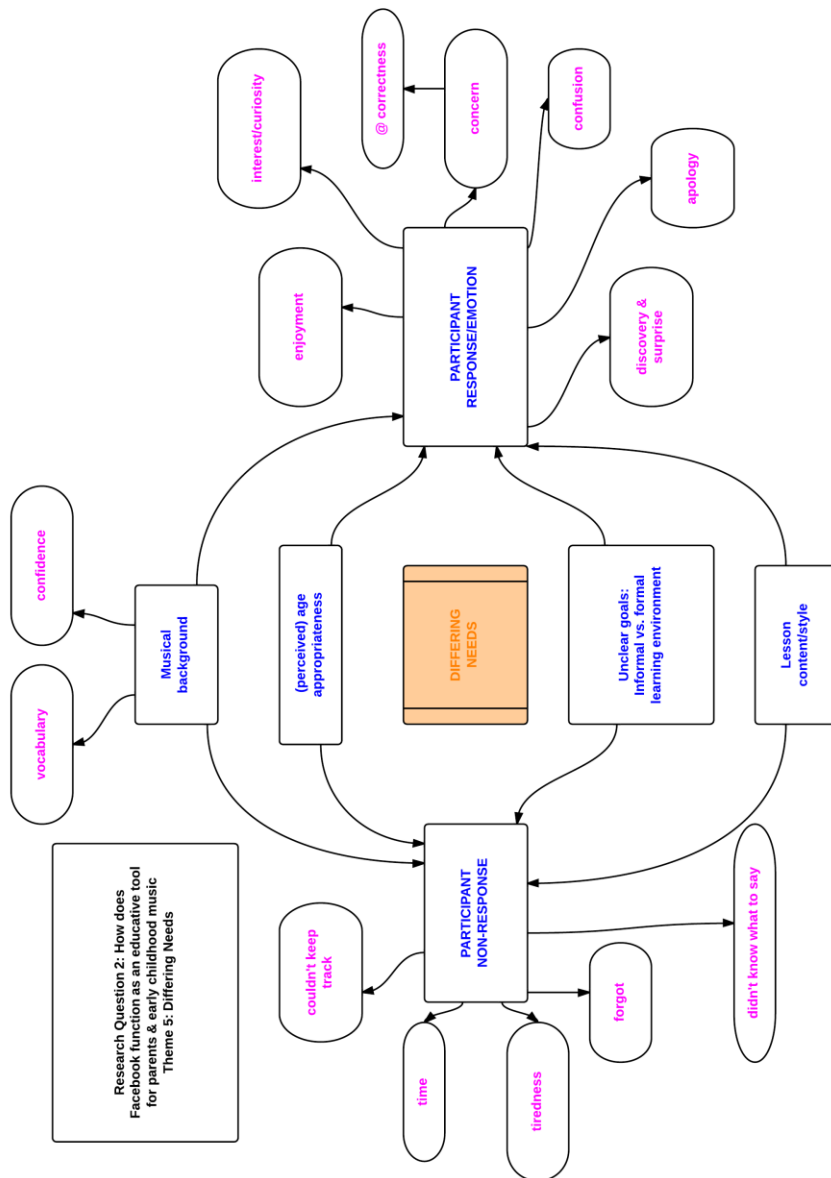 Research Question 2: How does
Facebook function as an educative tool
for parents & early childhood music
Theme 5: Differing Needs
vocabulary
confidence
Musical
background
couldn't keep
track
(perceived) age
appropriateness
enjoyment
interest/curiosity
time
PARTICIPANT
NON-RESPONSE
DIFFERING
NEEDS
PARTICIPANT
RESPONSE/EMOTION
@ correctness
concern
tiredness
forgot
Unclear goals:
Informal vs. formal
learning environment
discovery &
surprise
apology
confusion
didn't know what to say
Lesson
content/style